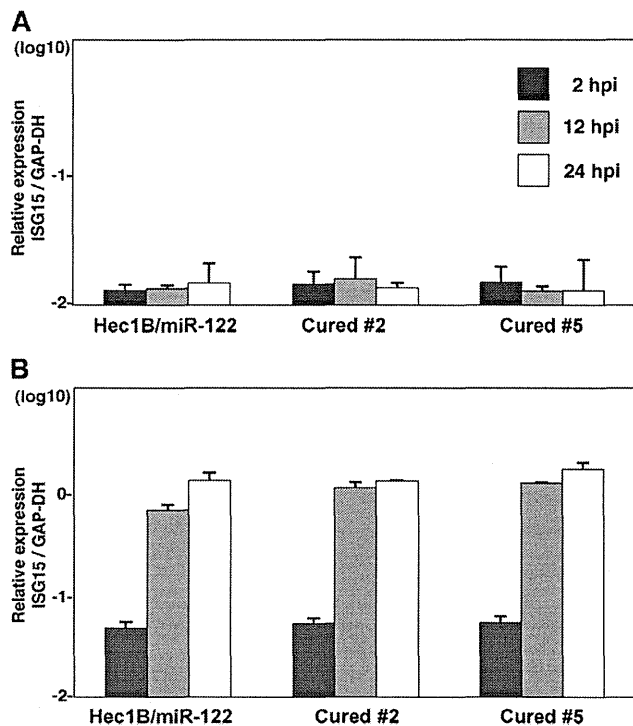 A
(log10)
Relative expression
ISG15 / GAP-DH
-1
-2
2 hpi
12 hpi
24 hpi
Hec1B/miR-122
Cured #2
Cured #5
B
(log10)
Relative expression
ISG15 / GAP-DH
0
-1
-2
Hec1B/miR-122
Cured #2
Cured #5